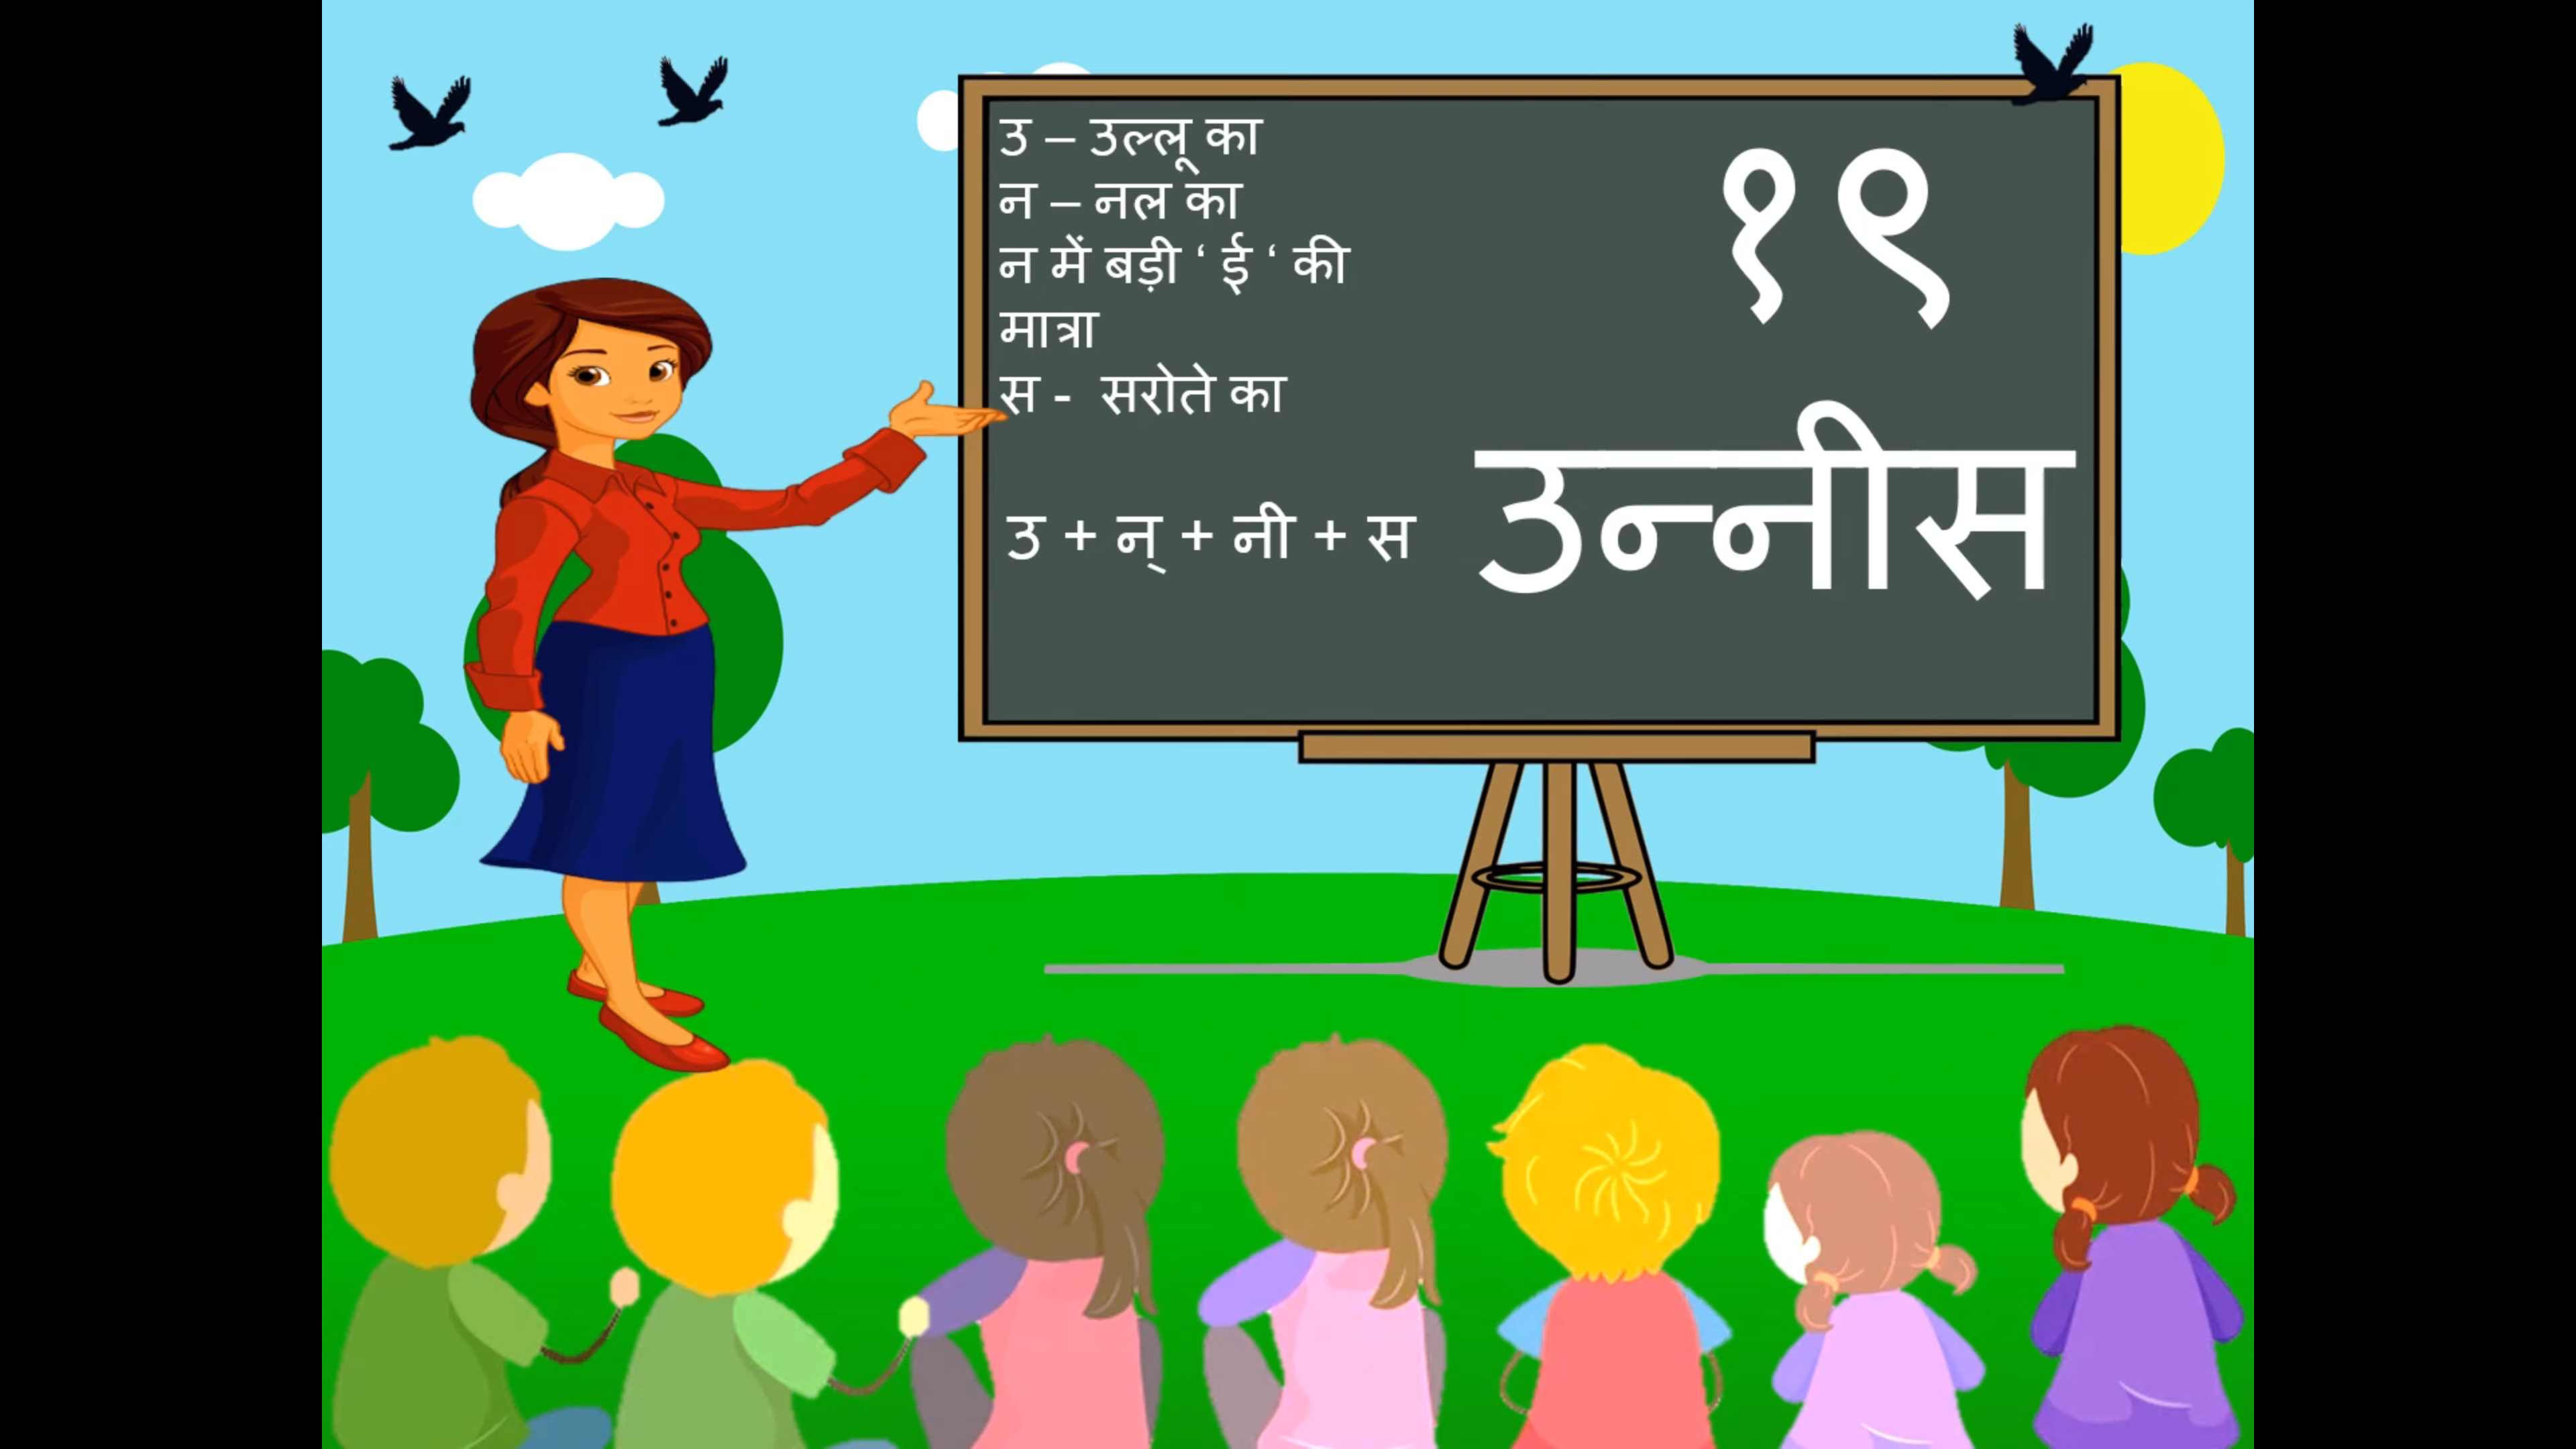 उ – उल्लू का
न – नल का
न में बड़ी ‘ ई ‘ की
मात्रा
स - सरोते का
उ + न् + नी + स
१९
उन्नीस